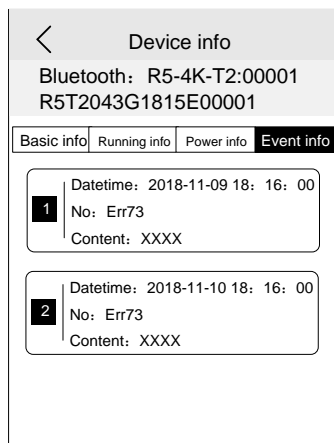 Device info
Bluetooth：R5-4K-T2:00001
R5T2043G1815E00001
Basic info Running info Power info Event info
Datetime：2018-11-09 18：16：00
1
No：Err73
Content：XXXX
Datetime：2018-11-10 18：16：00
2
No：Err73
Content：XXXX